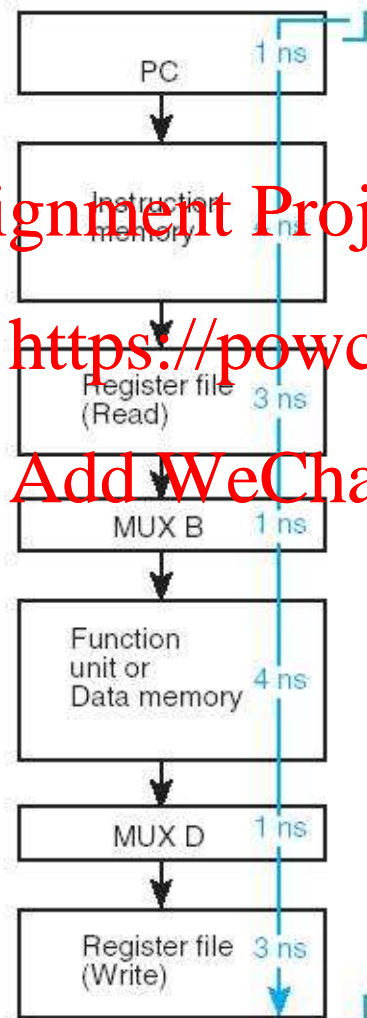 PC
1 ns
Instruction
memory
ns
ignment Proj
https://powc
Register file
(Read)
3 ns
Add WeCha
MUX B
1 ns
Function
unit or
Data memory
4 ns
MUX D
1 ns
Register file
(Write)
3 ns